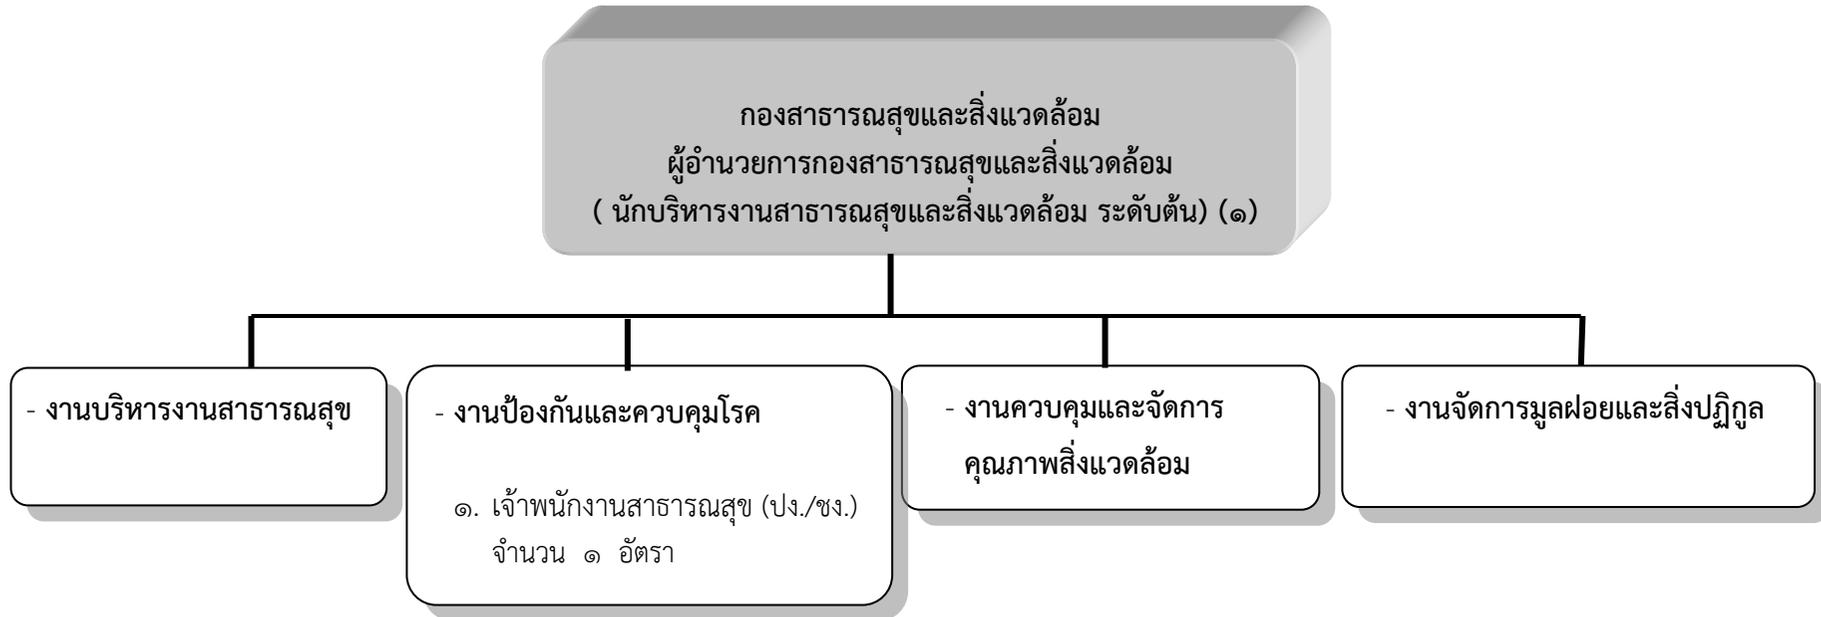 กองสาธารณสุขและสิ่งแวดล้อม
ผู้อำนวยการกองสาธารณสุขและสิ่งแวดล้อม
( นักบริหารงานสาธารณสุขและสิ่งแวดล้อม ระดับต้น) (๑)
- งานบริหารงานสาธารณสุข
- งานป้องกันและควบคุมโรค
๑. เจ้าพนักงานสาธารณสุข (ปง./ชง.)
จำนวน ๑ อัตรา
- งานควบคุมและจัดการ
คุณภาพสิ่งแวดล้อม
- งานจัดการมูลฝอยและสิ่งปฏิกูล